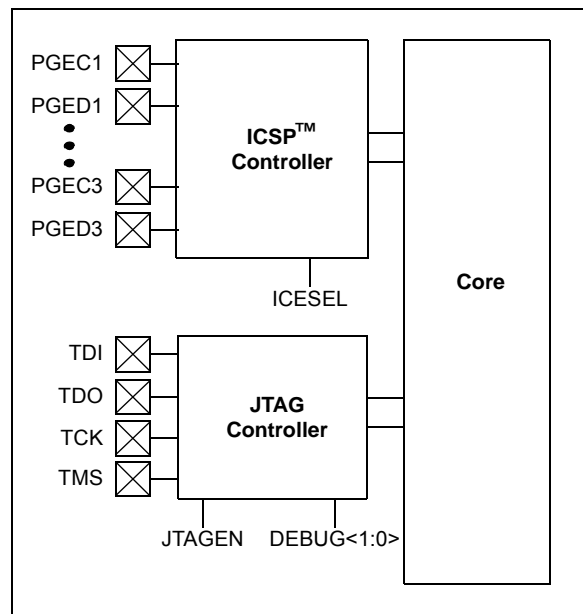 PGEC1
PGED1
PGEC3
PGED3
ICSP™
Controller
ICESEL
Core
TDI
TDO
TCK
TMS
JTAG
Controller
JTAGEN
DEBUG<1:0>